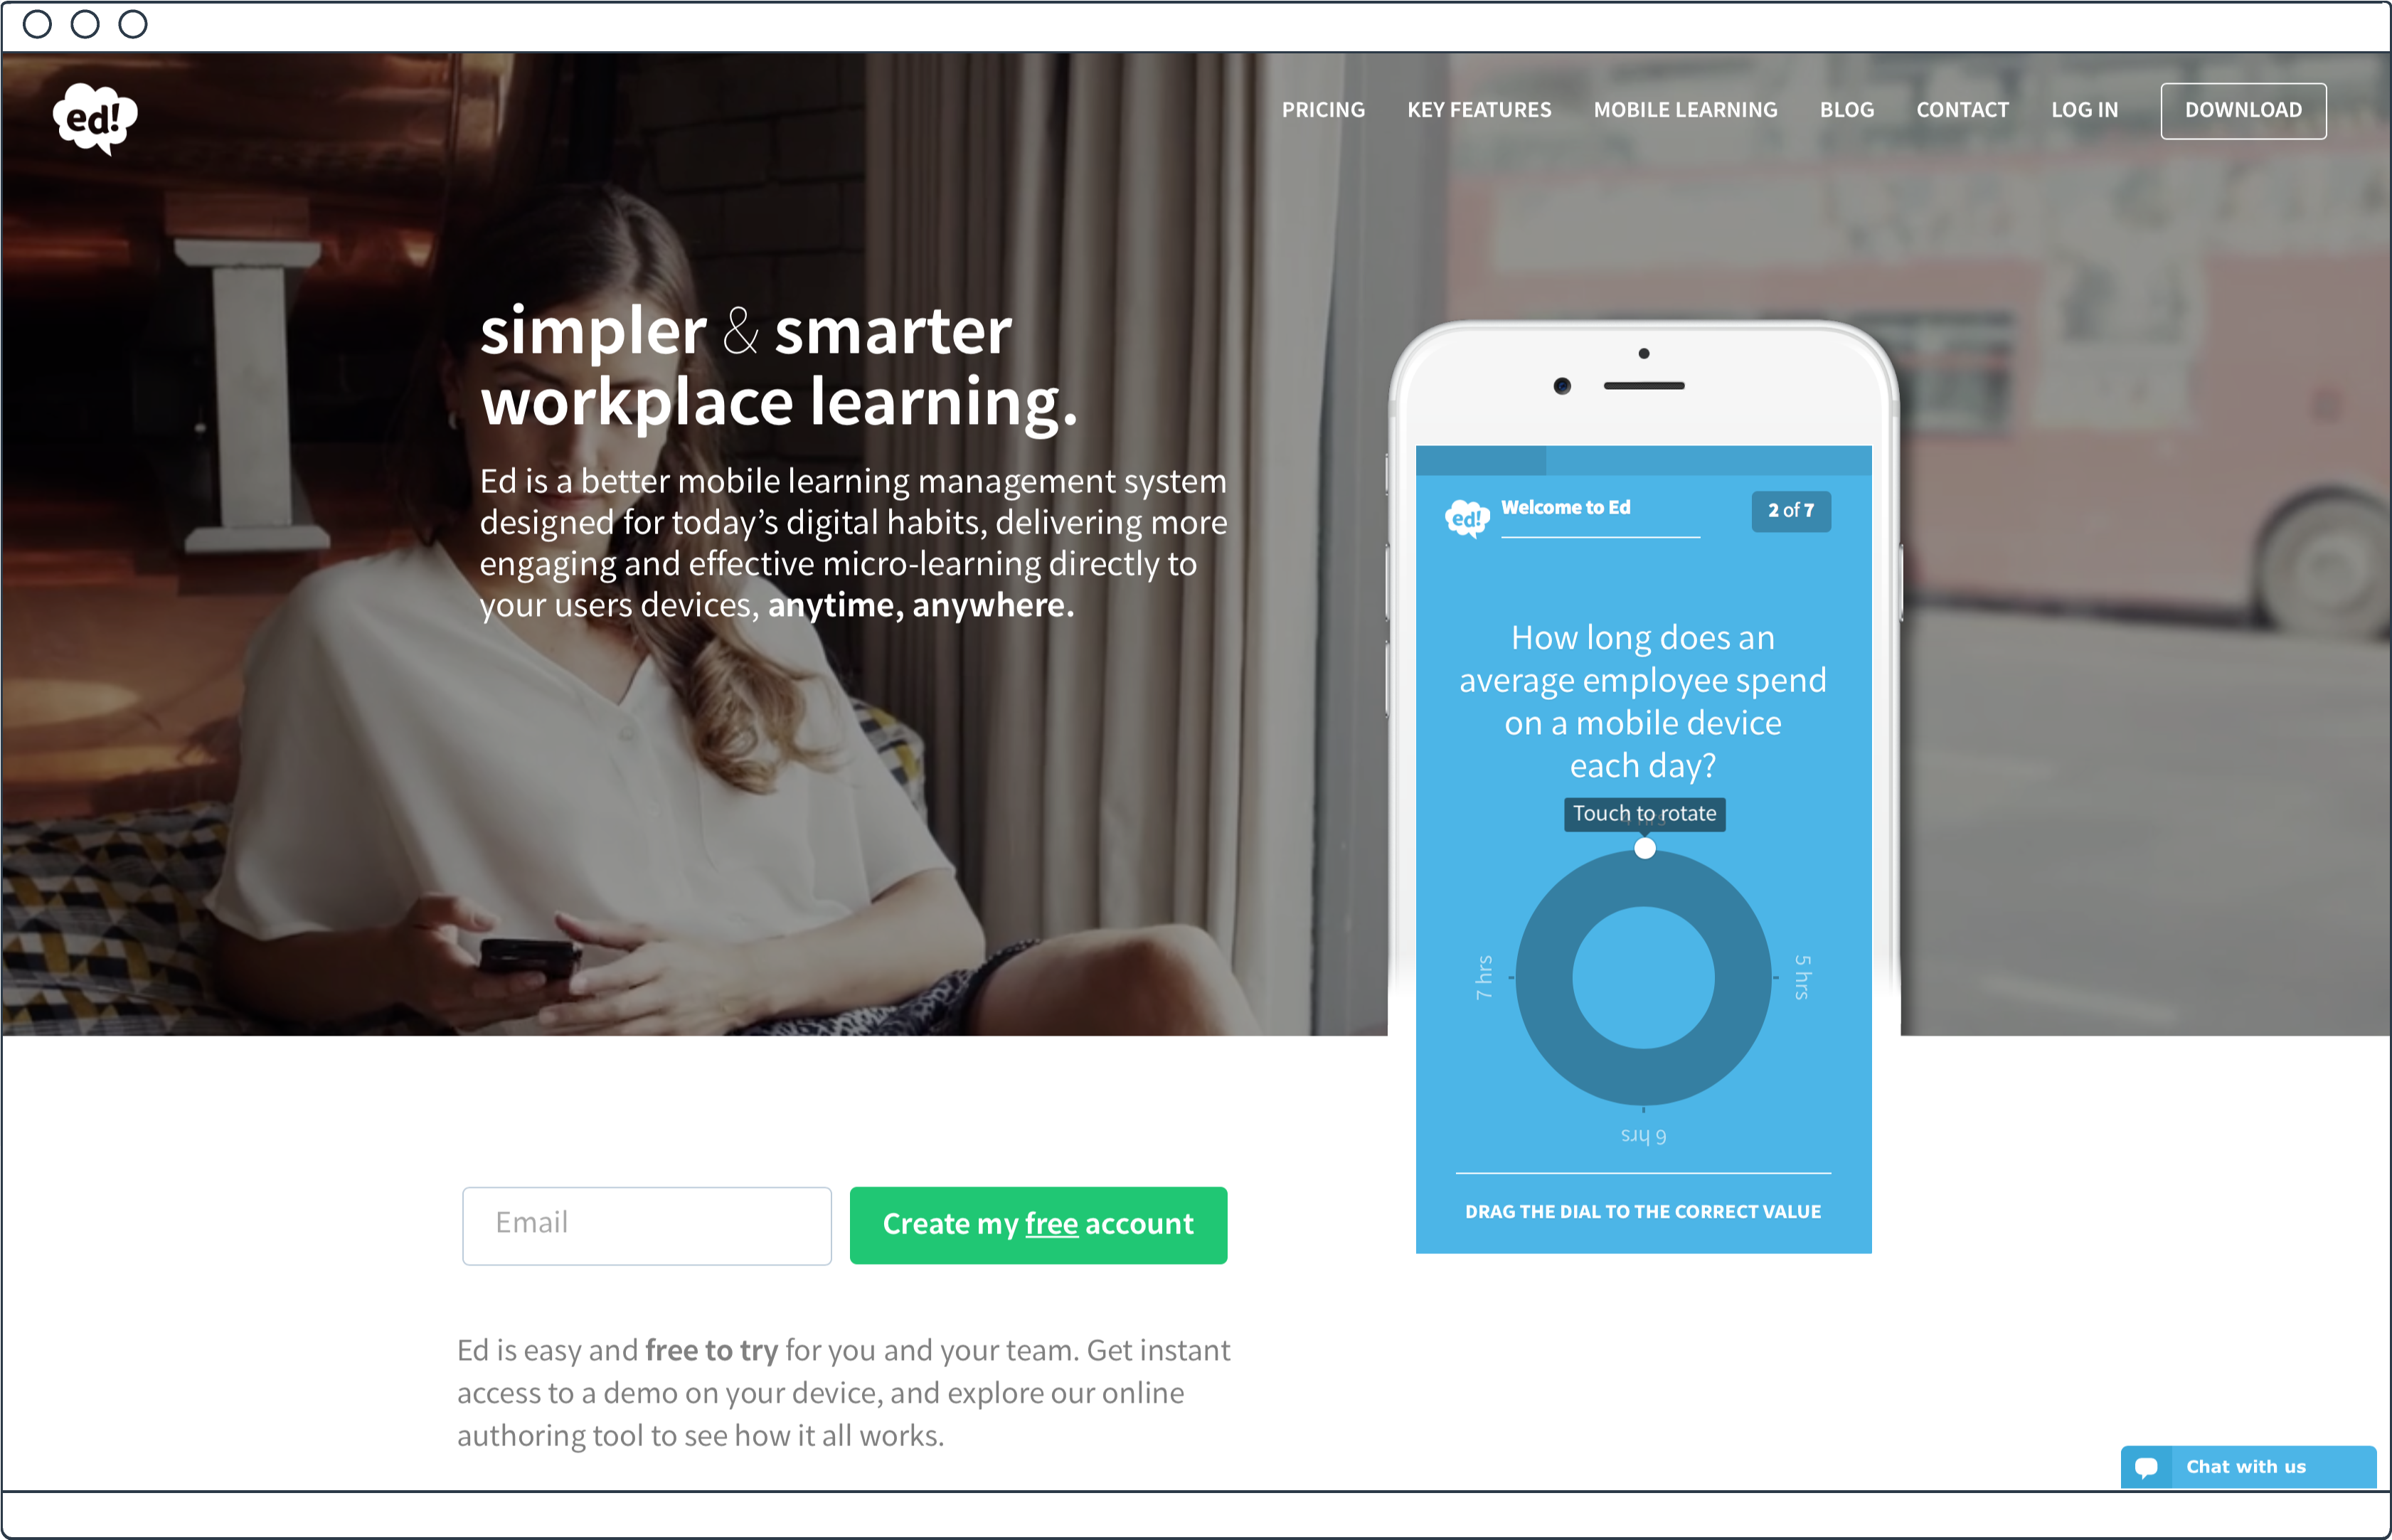 ed!
PRICING
KEY FEATURES
MOBILE LEARNING
BLOG
CONTACT
LOG IN
DOWNLOAD
simpler & smarter
workplace learning.
Ed is a better mobile learning management system
designed for today’s digital habits, delivering more
engaging and effective micro-learning directly to
your users devices, anytime, anywhere.
ed!
Welcome to Ed
2 of 7
How long does an
average employee spend
on a mobile device
each day?
Touch to rotate
7 hrs
5 hrs
6 hrs
DRAG THE DIAL TO THE CORRECT VALUE
Email
Create my free account
Ed is easy and free to try for you and your team. Get instant
access to a demo on your device, and explore our online
authoring tool to see how it all works.
Chat with us